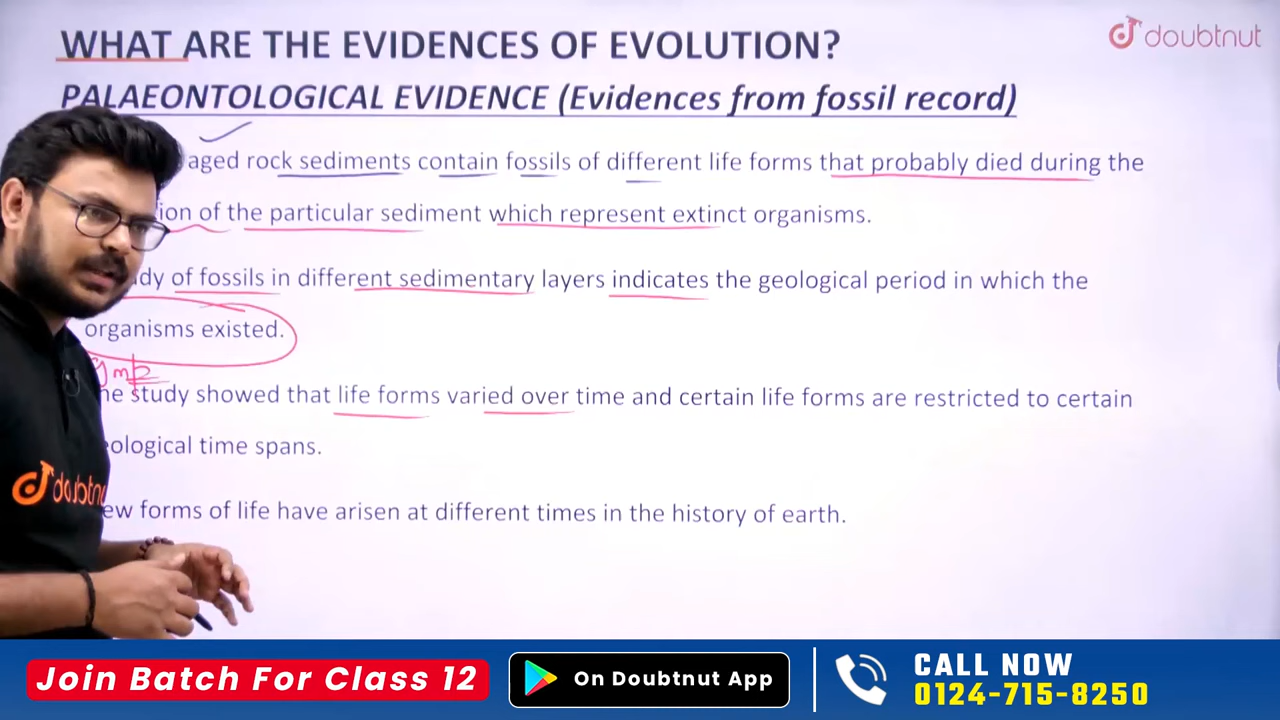 WHAT ARE THE EVIDENCES OF EVOLUTION?
doubtnut
PALAEONTOLOGICAL EVIDENCE (Evidences from fossil record)
aged rock sediments contain fossils of different life forms that probably died during the
ion of the particular sediment which represent extinct organisms.
dy of fossils in different sedimentary layers indicates the geological period in which the
organisms existed.
Imp
he study showed that life forms varied over time and certain life forms are restricted to certain
ological time spans.
ew forms of life have arisen at different times in the history of earth.
doubtnut
Join Batch For Class 12
On Doubtnut App
CALL NOW
0124-715-8250